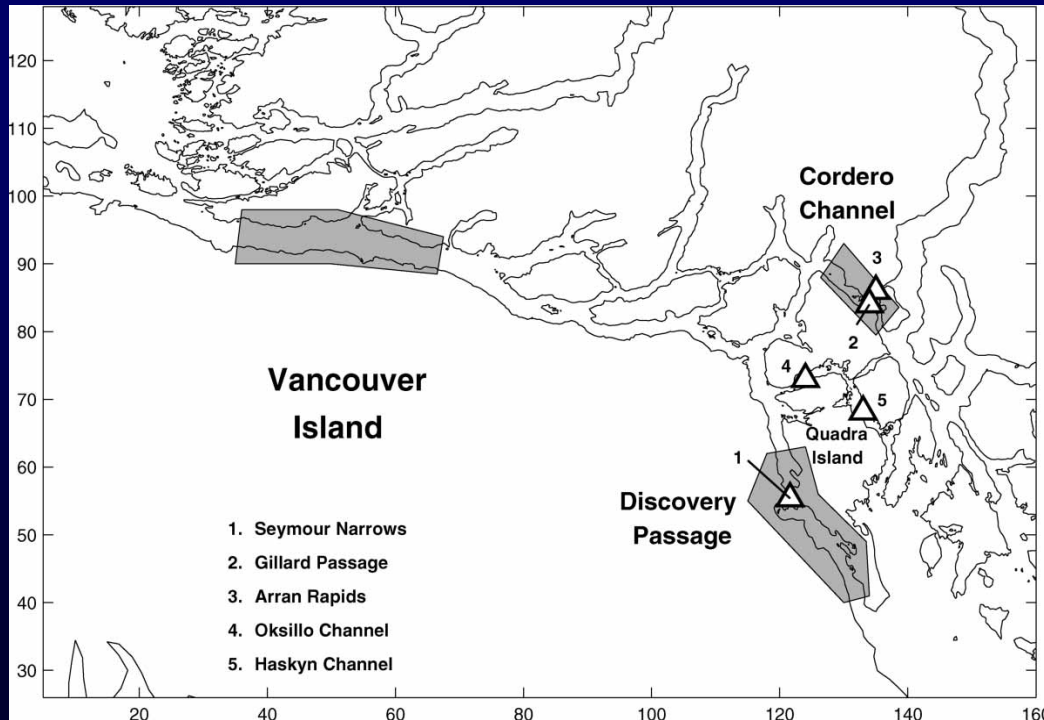 120
110
100
90
80
70
60
50
40
30
20
40
60
80
100
120
140
160
Cordero
Channel
3
2
4
5
Vancouver
Island
Quadra
Island
1
Discovery
Passage
1. Seymour Narrows
2. Gillard Passage
3. Arran Rapids
4. Oksillo Channel
5. Haskyn Channel